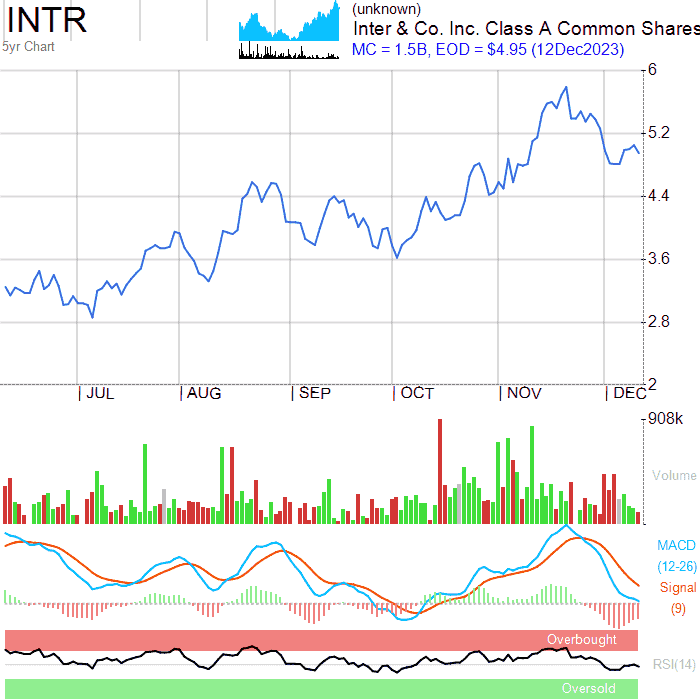 INTR
5yr Chart
(unknown)
Inter & Co. Inc. Class A Common Shares
MC = 1.5B, EOD = $4.95 (12Dec2023)
6
5.2
4.4
3.6
2.8
2
JUL AUG SEP OCT NOV DEC
908k
Volume
MACD
(12-26)
Signal
(9)
Overbought
RSI(14)
Oversold